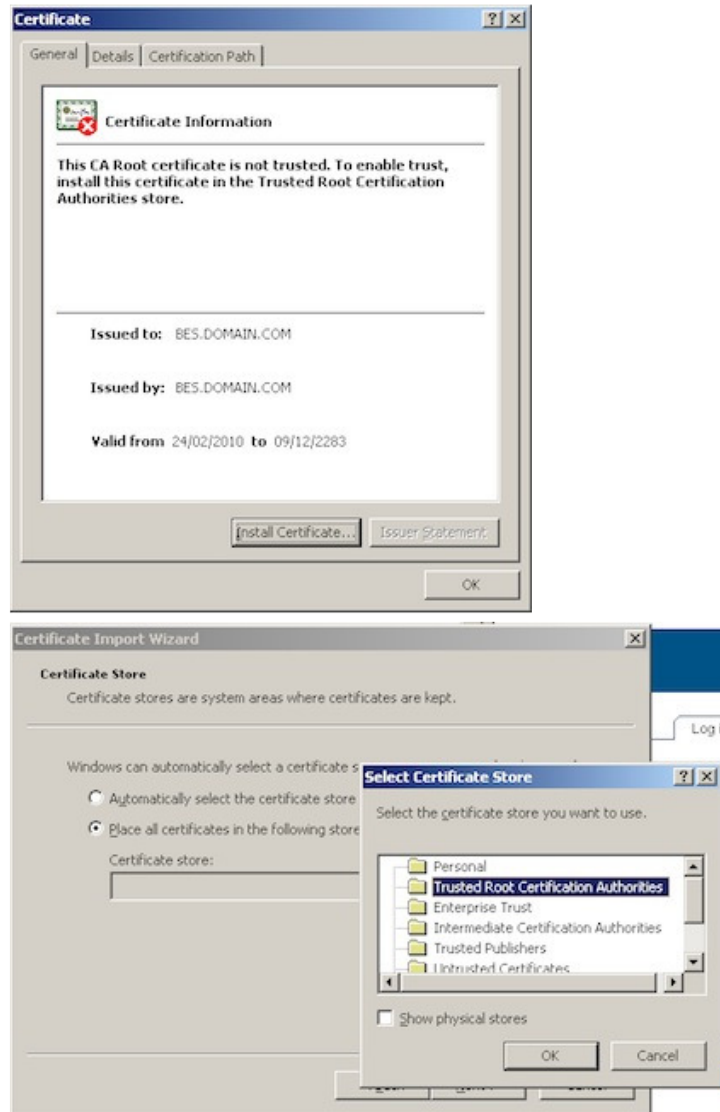 Certificate
General Details Certification Path
Certificate Information
This CA Root certificate is not trusted. To enable trust,
install this certificate in the Trusted Root Certification
Authorities store.
Issued to: BES.DOMAIN.COM
Issued by: BES.DOMAIN.COM
Valid from 24/02/2010 to 09/12/2283
Install Certificate... Issuer Statement
OK
Certificate Import Wizard
Certificate Store
Certificate stores are system areas where certificates are kept.
Log
Windows can automatically select a certificate
Select Certificate Store
Automatically select the certificate store
Select the certificate store you want to use.
Place all certificates in the following store
Certificate store:
Personal
Trusted Root Certification Authorities
Enterprise Trust
Intermediate Certification Authorities
Trusted Publishers
Untrusted Certificates
Show physical stores
OK Cancel